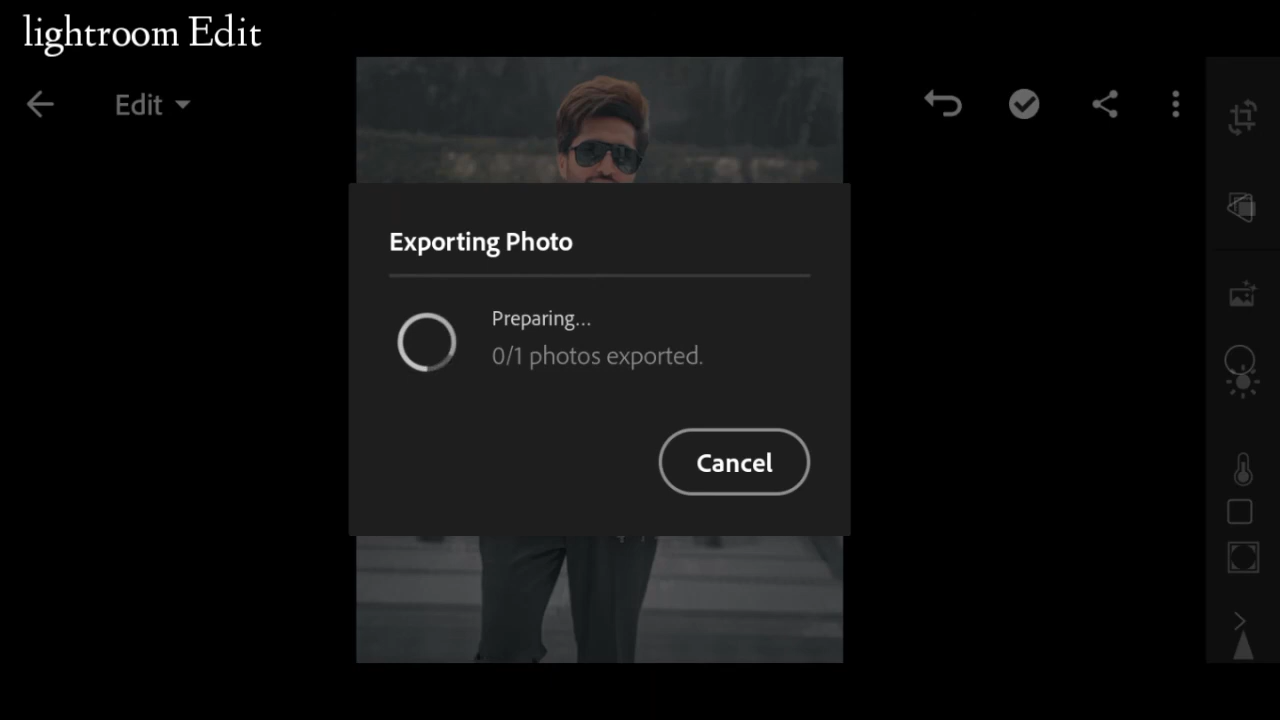 lightroom Edit
Edit
Exporting Photo
Preparing...
0/1 photos exported.
Cancel